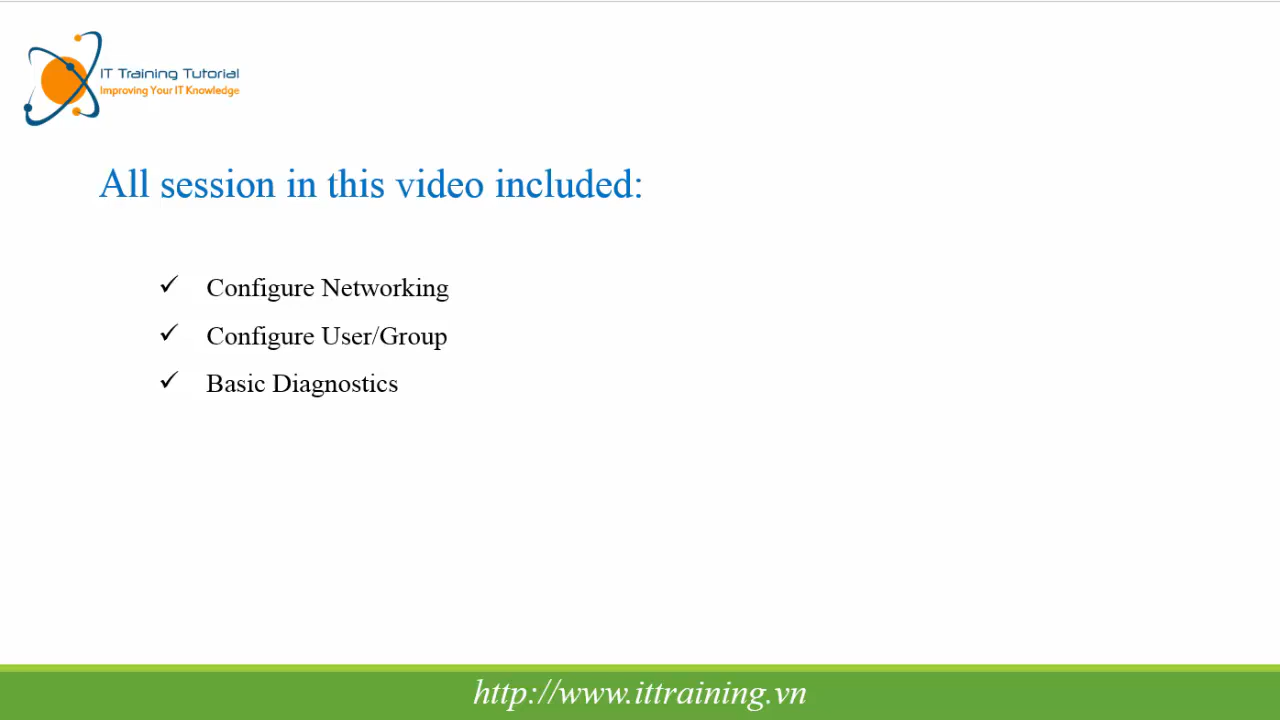 IT Training Tutorial
Improving Your IT Knowledge
All session in this video included:
✓ Configure Networking
✓ Configure User/Group
✓ Basic Diagnostics
http://www.ittraining.vn